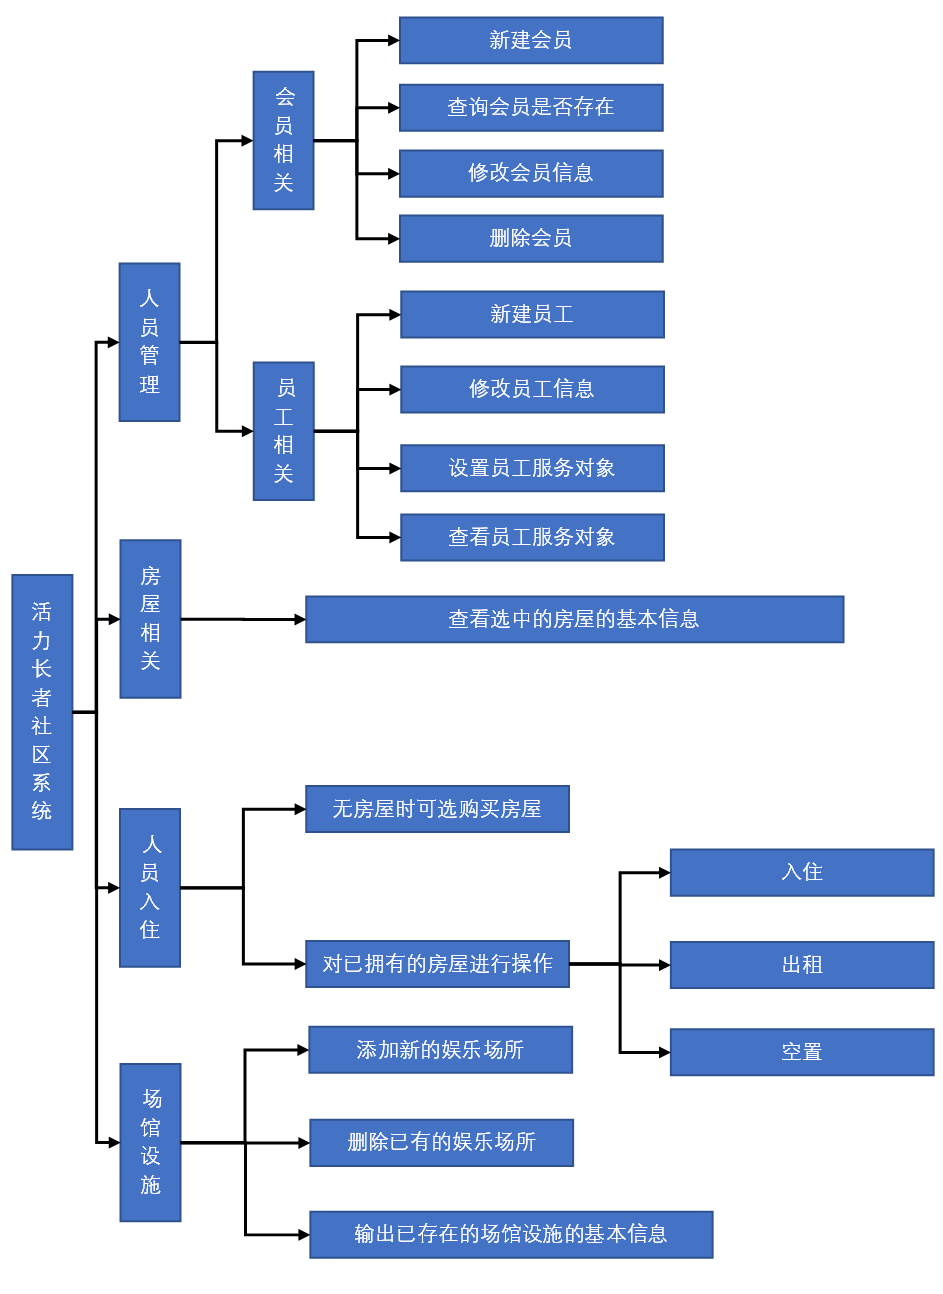 活力长者社区系统
人员管理
会员相关
新建会员
查询会员是否存在
修改会员信息
删除会员
员工相关
新建员工
修改员工信息
设置员工服务对象
查看员工服务对象
房屋相关
查看选中的房屋的基本信息
人员入住
无房屋时可选购买房屋
对已拥有的房屋进行操作
入住
出租
空置
场馆设施
添加新的娱乐场所
删除已有的娱乐场所
输出已存在的场馆设施的基本信息